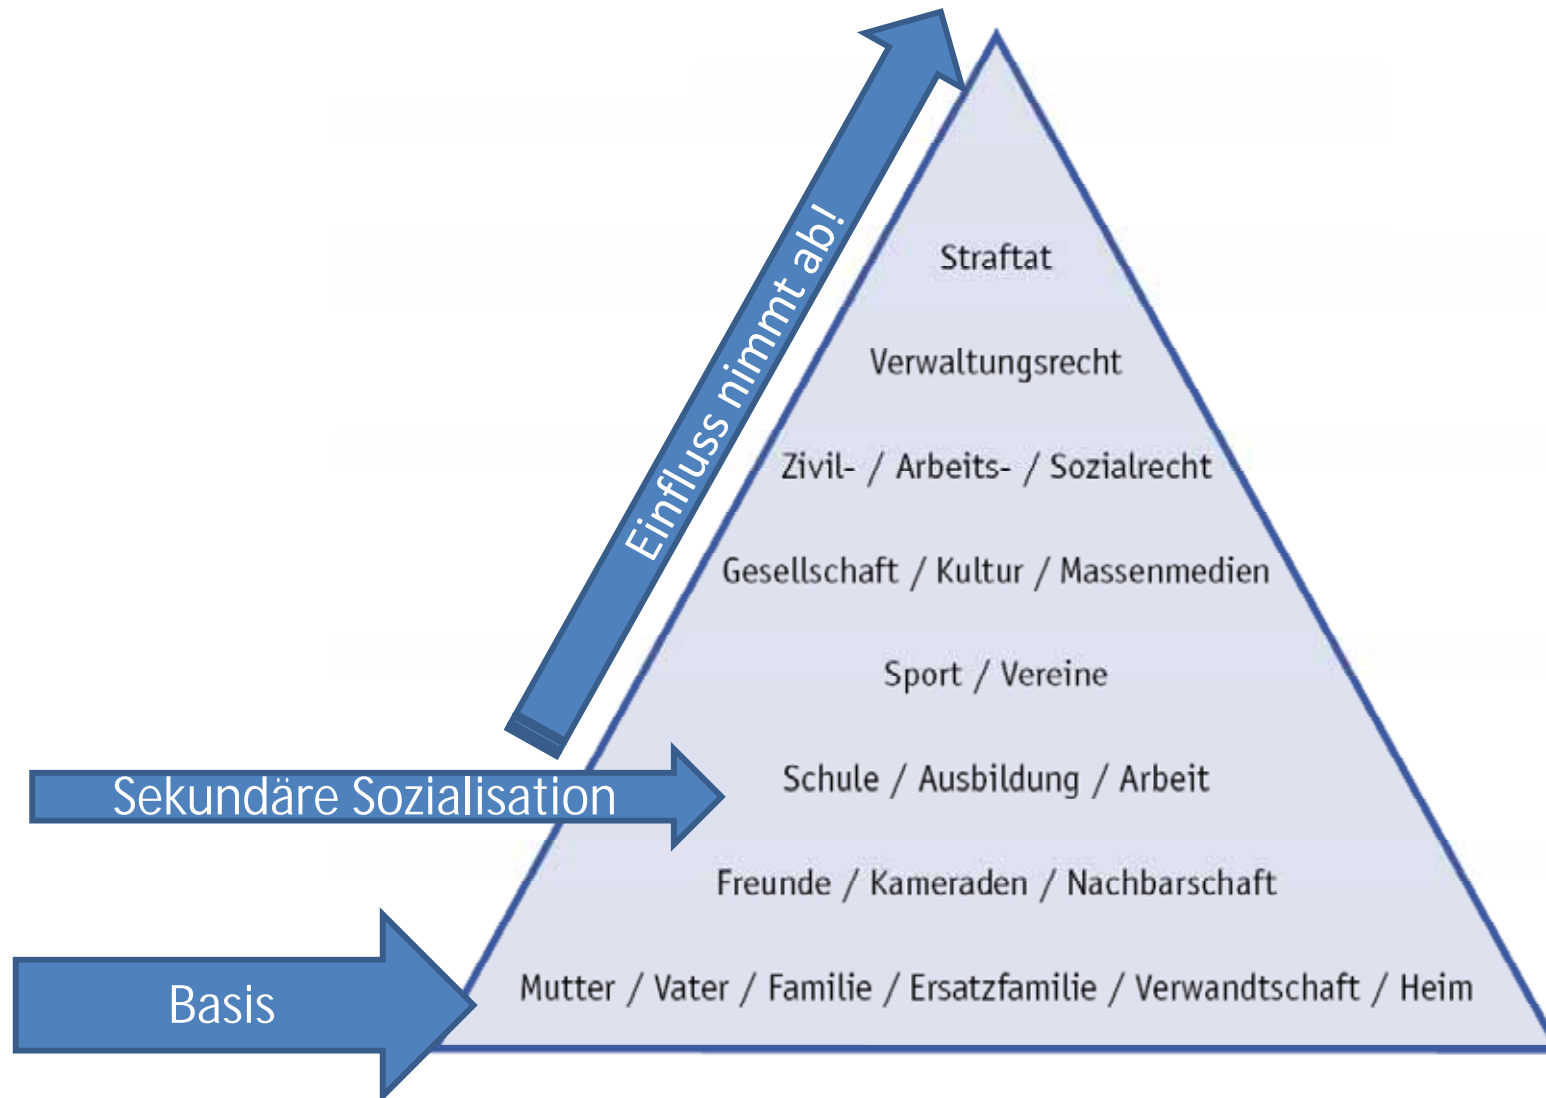 Einfluss nimmt ab!
Straftat
Verwaltungsrecht
Zivil- / Arbeits- / Sozialrecht
Gesellschaft / Kultur / Massenmedien
Sport / Vereine
Sekundäre Sozialisation
Schule / Ausbildung / Arbeit
Freunde / Kameraden / Nachbarschaft
Basis
Mutter / Vater / Familie / Ersatzfamilie / Verwandtschaft / Heim